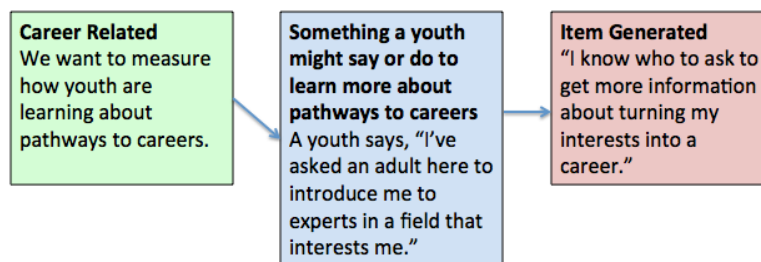 Career Related
We want to measure
how youth are
learning about
pathways to careers.
Something a youth
might say or do to
learn more about
pathways to careers
A youth says, “I’ve
asked an adult here to
introduce me to
experts in a field that
interests me.”
Item Generated
“I know who to ask to
get more information
about turning my
interests into a
career.”